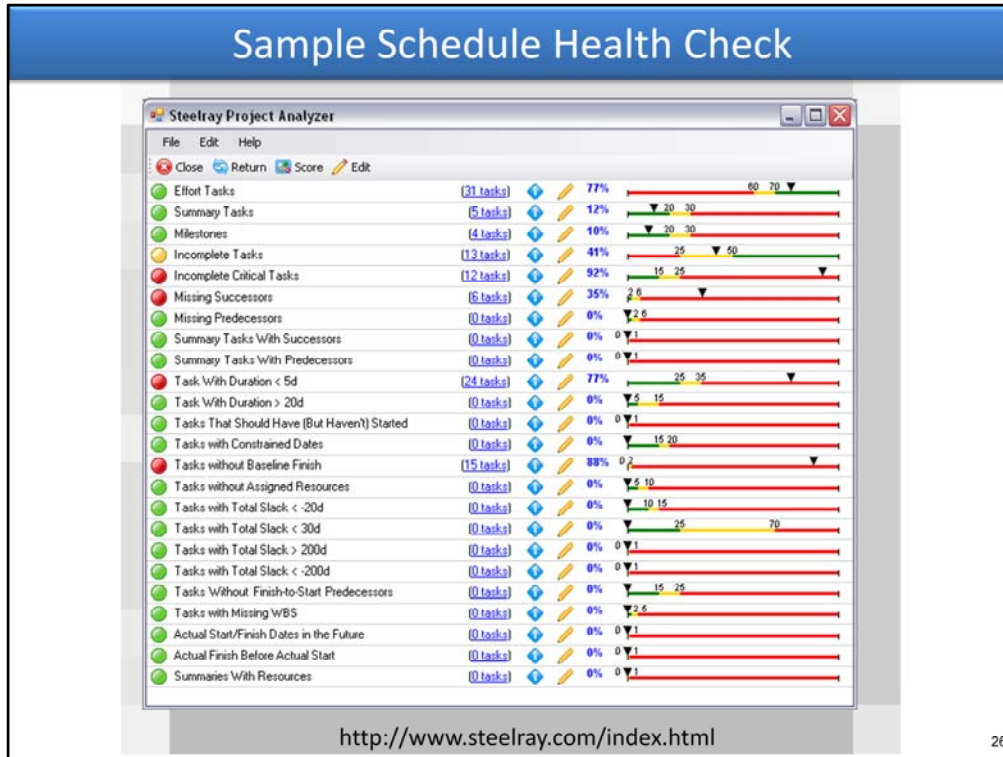 Sample Schedule Health Check
Steelray Project Analyzer
File Edit Help
Close Return Score Edit
Effort Tasks (31 tasks) 77% 60 70
Summary Tasks (5 tasks) 12% 20 30
Milestones (4 tasks) 10% 20 30
Incomplete Tasks (13 tasks) 41% 25 50
Incomplete Critical Tasks (12 tasks) 92% 15 25
Missing Successors (6 tasks) 35% 2 6
Missing Predecessors (0 tasks) 0% 2 6
Summary Tasks With Successors (0 tasks) 0% 0 1
Summary Tasks With Predecessors (0 tasks) 0% 0 1
Task With Duration < 5d (24 tasks) 77% 25 35
Task With Duration > 20d (0 tasks) 0% 5 15
Tasks That Should Have (But Haven't) Started (0 tasks) 0% 0 1
Tasks with Constrained Dates (0 tasks) 0% 15 20
Tasks without Baseline Finish (15 tasks) 88% 0 2
Tasks without Assigned Resources (0 tasks) 0% 5 10
Tasks with Total Slack < -20d (0 tasks) 0% 10 15
Tasks with Total Slack < 30d (0 tasks) 0% 25 70
Tasks with Total Slack > 200d (0 tasks) 0% 0 1
Tasks with Total Slack < -200d (0 tasks) 0% 0 1
Tasks Without Finish-to-Start Predecessors (0 tasks) 0% 15 25
Tasks with Missing WBS (0 tasks) 0% 2 5
Actual Start/Finish Dates in the Future (0 tasks) 0% 0 1
Actual Finish Before Actual Start (0 tasks) 0% 0 1
Summaries With Resources (0 tasks) 0% 0 1
http://www.steelray.com/index.html
26